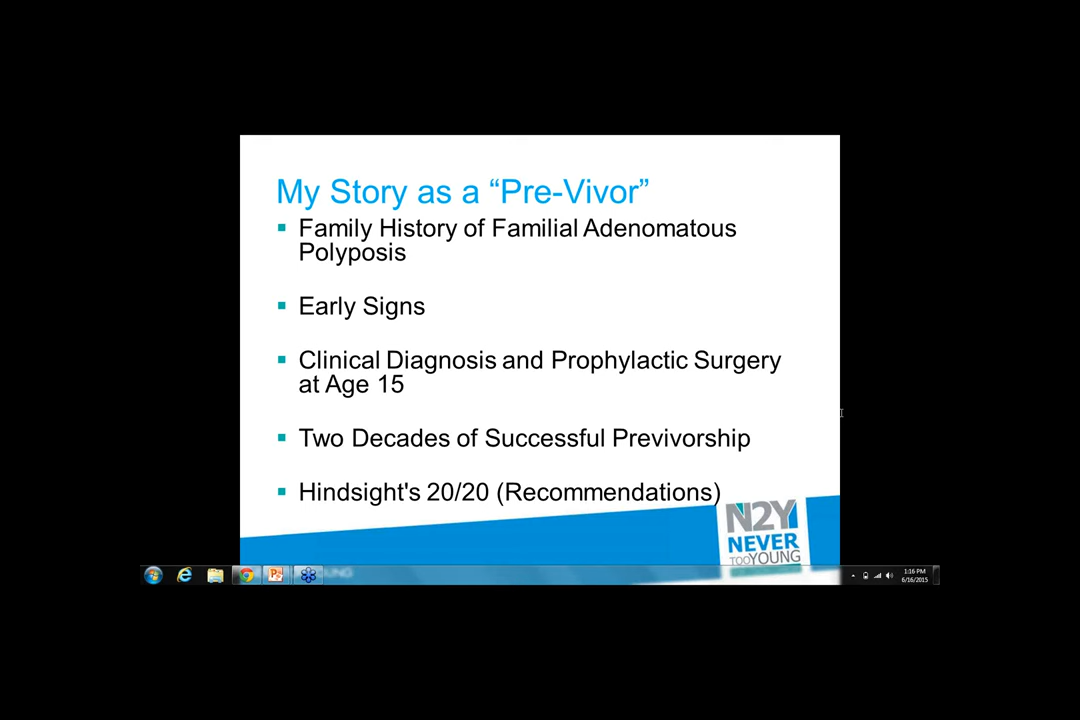 My Story as a “Pre-Vivor”
▪ Family History of Familial Adenomatous
Polyposis
▪ Early Signs
▪ Clinical Diagnosis and Prophylactic Surgery
at Age 15
▪ Two Decades of Successful Previvorship
▪ Hindsight's 20/20 (Recommendations)
N2Y
NEVER
TOOYOUNG
1:16 PM
6/16/2015